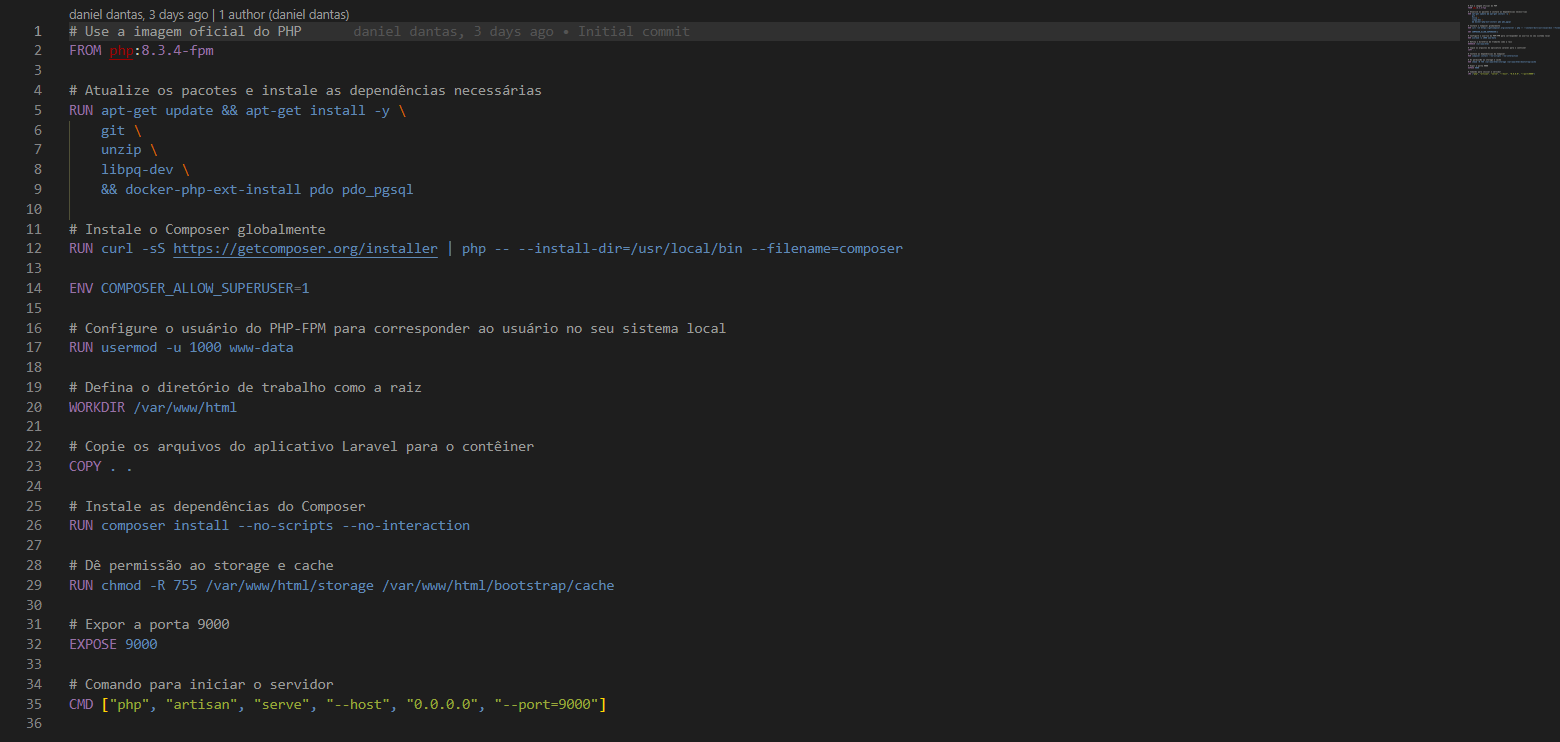 daniel dantas, 3 days ago | 1 author (daniel dantas)
1 # Use a imagem oficial do PHP daniel dantas, 3 days ago • Initial commit
2 FROM php:8.3.4-fpm
3
4 # Atualize os pacotes e instale as dependências necessárias
5 RUN apt-get update && apt-get install -y \
6 git \
7 unzip \
8 libpq-dev \
9 && docker-php-ext-install pdo pdo_pgsql
10
11 # Instale o Composer globalmente
12 RUN curl -sS https://getcomposer.org/installer | php -- --install-dir=/usr/local/bin --filename=composer
13
14 ENV COMPOSER_ALLOW_SUPERUSER=1
15
16 # Configure o usuário do PHP-FPM para corresponder ao usuário no seu sistema local
17 RUN usermod -u 1000 www-data
18
19 # Defina o diretório de trabalho como a raiz
20 WORKDIR /var/www/html
21
22 # Copie os arquivos do aplicativo Laravel para o contêiner
23 COPY . .
24
25 # Instale as dependências do Composer
26 RUN composer install --no-scripts --no-interaction
27
28 # Dê permissão ao storage e cache
29 RUN chmod -R 755 /var/www/html/storage /var/www/html/bootstrap/cache
30
31 # Expor a porta 9000
32 EXPOSE 9000
33
34 # Comando para iniciar o servidor
35 CMD ["php", "artisan", "serve", "--host", "0.0.0.0", "--port=9000"]
36